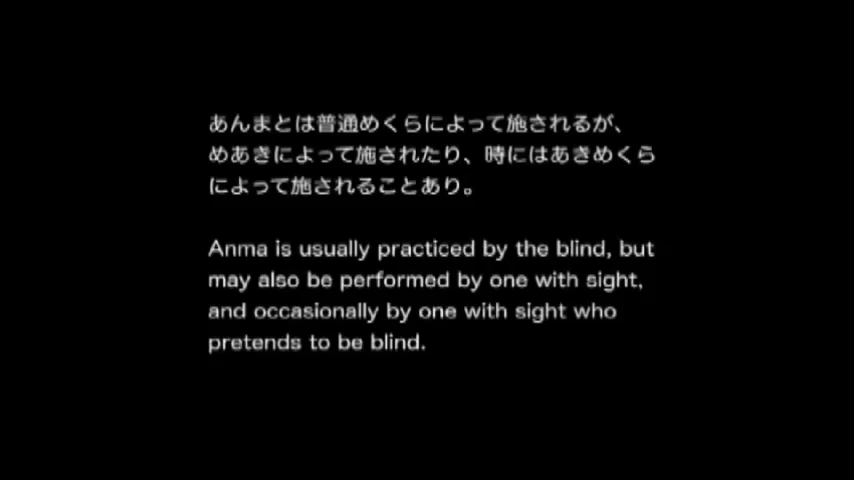 あんまとは普通めくらによって施されるが、
めあきによって施されたり、時にはあきめくら
によって施されることあり。
Anma is usually practiced by the blind, but
may also be performed by one with sight,
and occasionally by one with sight who
pretends to be blind.